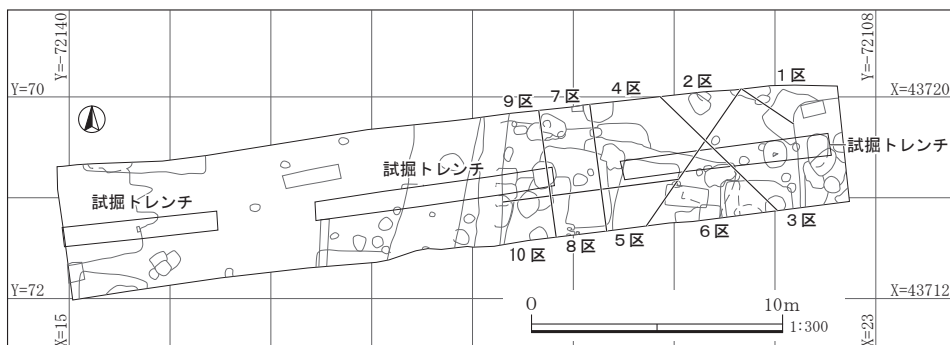 Y=-72140
Y=-72108
Y=70
X=43720
1区
2区
4区
7区
9区
試掘トレンチ
試掘トレンチ
試掘トレンチ
3区
6区
5区
8区
10区
Y=72
X=43712
0
10m
1:300
X=15
X=23